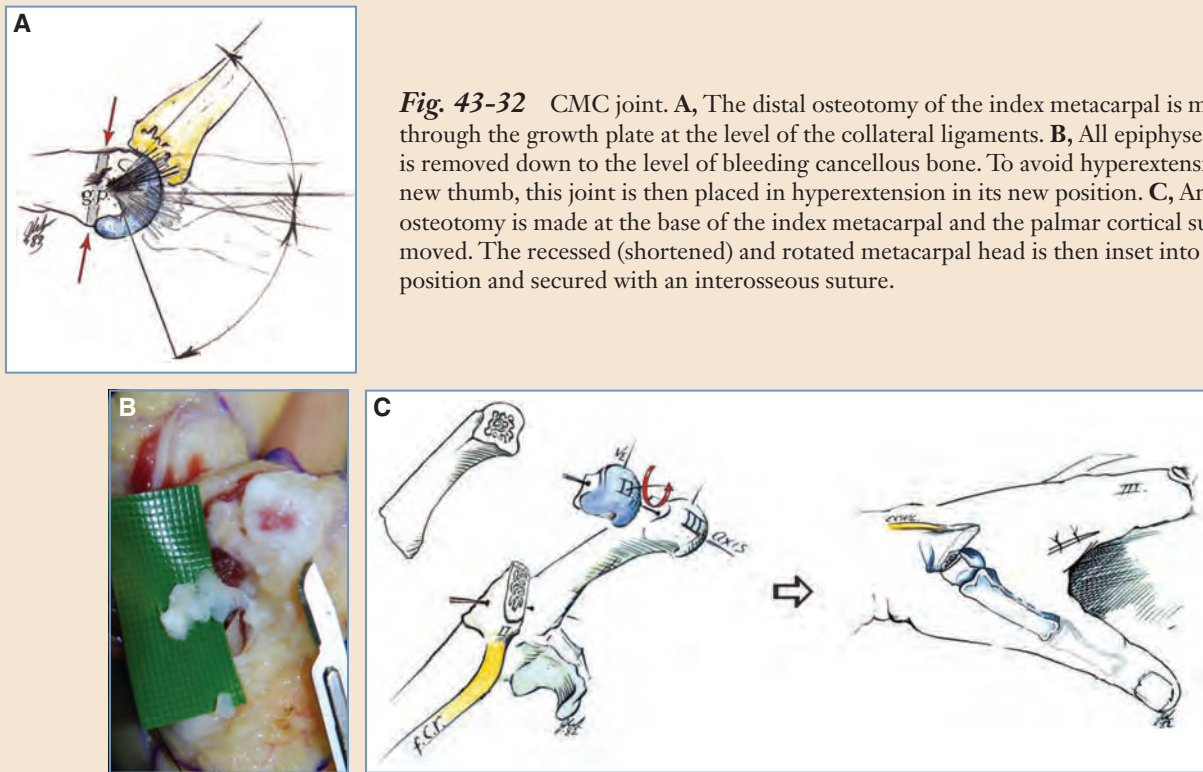 A
Fig. 43-32 CMC joint. A, The distal osteotomy of the index metacarpal is m
through the growth plate at the level of the collateral ligaments. B, All epiphyse
is removed down to the level of bleeding cancellous bone. To avoid hyperextensi
new thumb, this joint is then placed in hyperextension in its new position. C, An
osteotomy is made at the base of the index metacarpal and the palmar cortical su
moved. The recessed (shortened) and rotated metacarpal head is then inset into
position and secured with an interosseous suture.
g.p.
B
C
II
III
axis
II
f.c.r.
III.